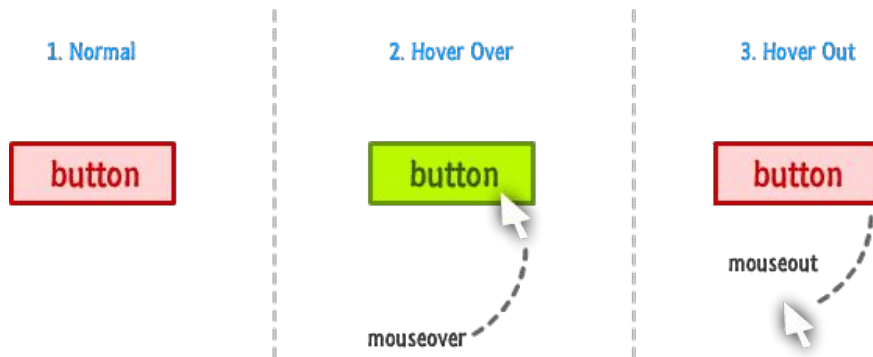 1. Normal
button
2. Hover Over
button
mouseover
3. Hover Out
button
mouseout